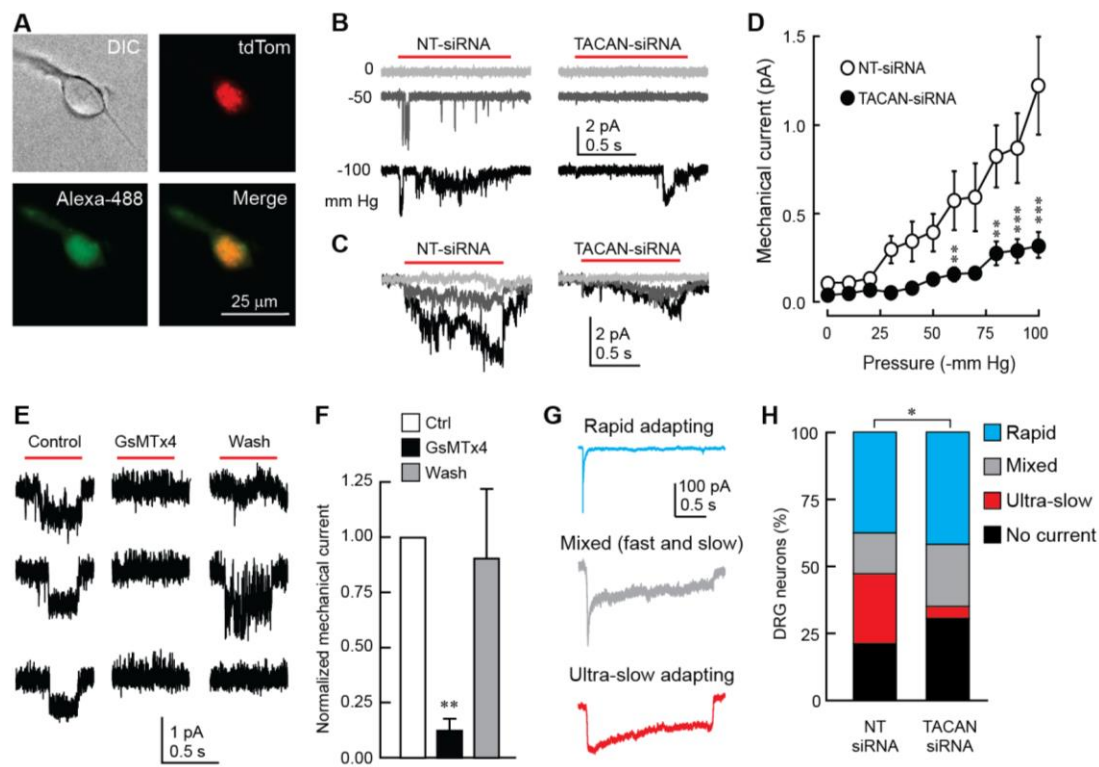 A
DIC
tdTom
Alexa-488
Merge
25 µm
B
NT-siRNA
TACAN-siRNA
0
-50
2 pA
0.5 s
-100
mm Hg
C
NT-siRNA
TACAN-siRNA
2 pA
0.5 s
D
Mechanical current (pA)
1.5
1.0
0.5
0.0
NT-siRNA
TACAN-siRNA
**
**
***
***
0 25 50 75 100
Pressure (-mm Hg)
E
Control
GsMTx4
Wash
1 pA
0.5 s
F
Ctrl
GsMTx4
Wash
Normalized mechanical current
1.25
1.00
0.75
0.50
0.25
0.00
**
G
Rapid adapting
100 pA
0.5 s
Mixed (fast and slow)
Ultra-slow adapting
H
*
DRG neurons (%)
100
75
50
25
0
Rapid
Mixed
Ultra-slow
No current
NT
siRNA
TACAN
siRNA